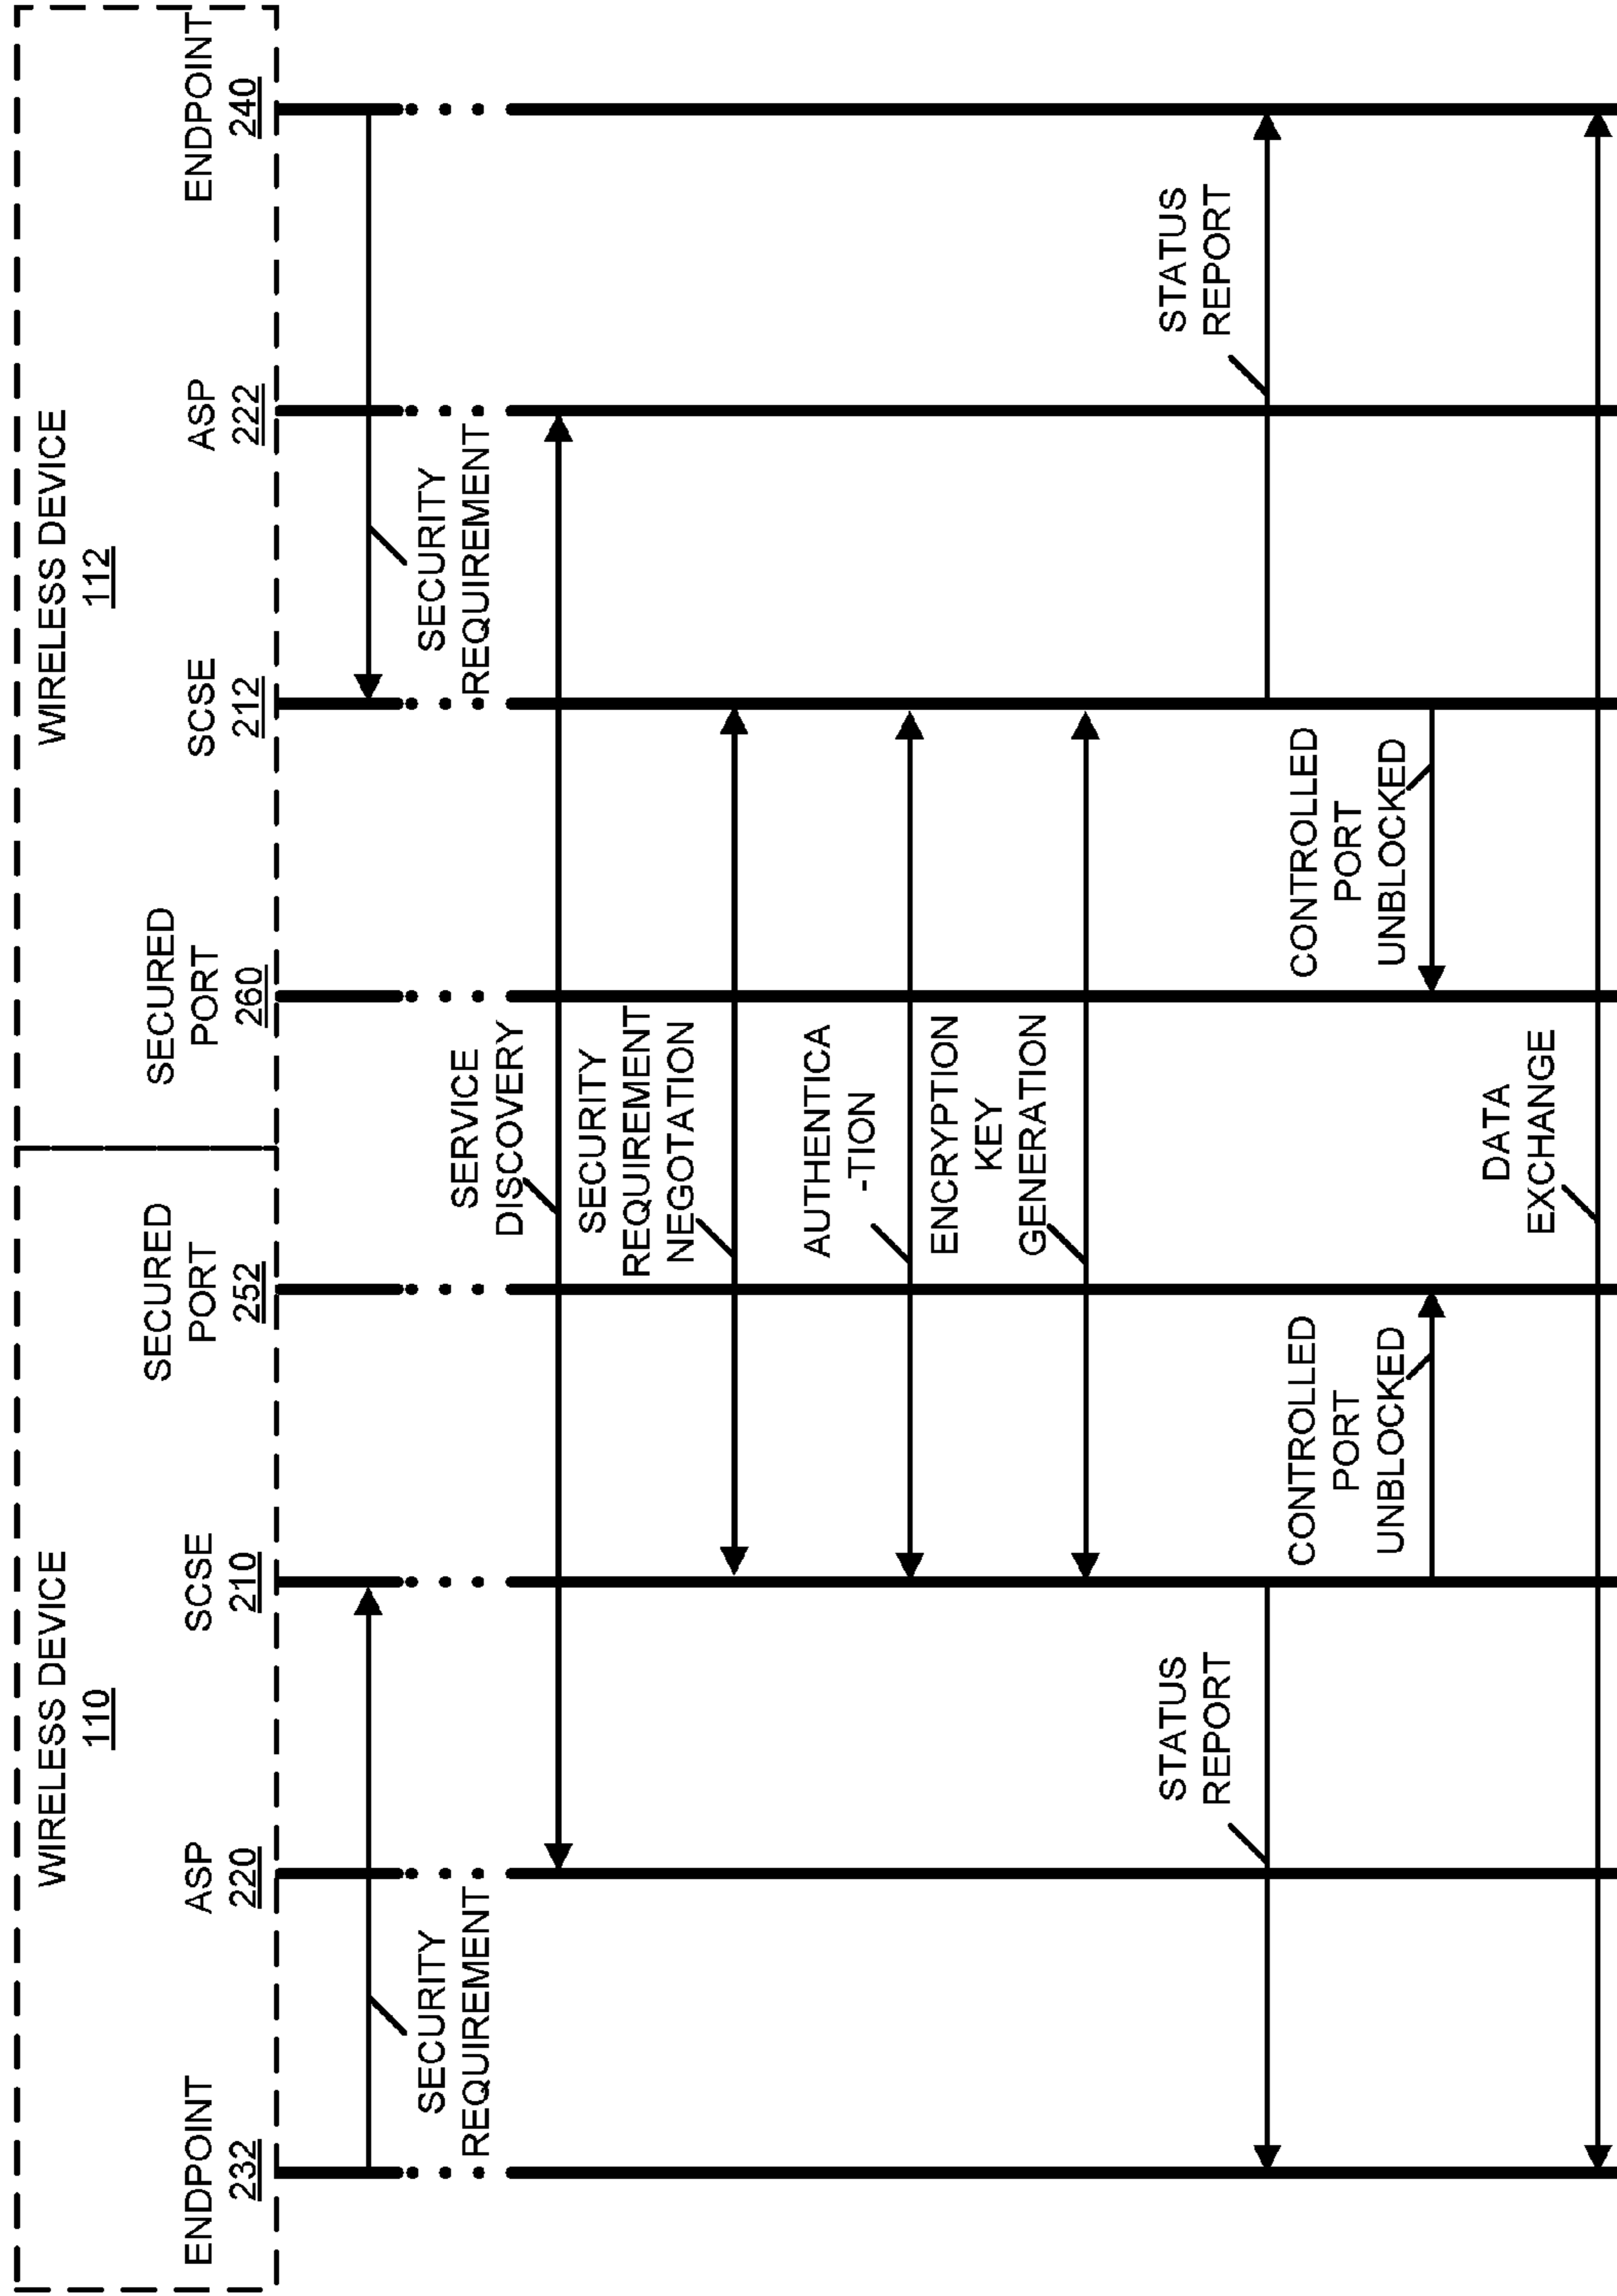 WIRELESS DEVICE
110
WIRELESS DEVICE
112
ENDPOINT
232
ASP
220
SCSE
210
SECURED
PORT
252
SECURED
PORT
260
SCSE
212
ASP
222
ENDPOINT
240
SECURITY
REQUIREMENT
SECURITY
REQUIREMENT
SERVICE
DISCOVERY
SECURITY
REQUIREMENT
NEGOTATION
AUTHENTICA
-TION
ENCRYPTION
KEY
GENERATION
STATUS
REPORT
STATUS
REPORT
CONTROLLED
PORT
UNBLOCKED
CONTROLLED
PORT
UNBLOCKED
DATA
EXCHANGE